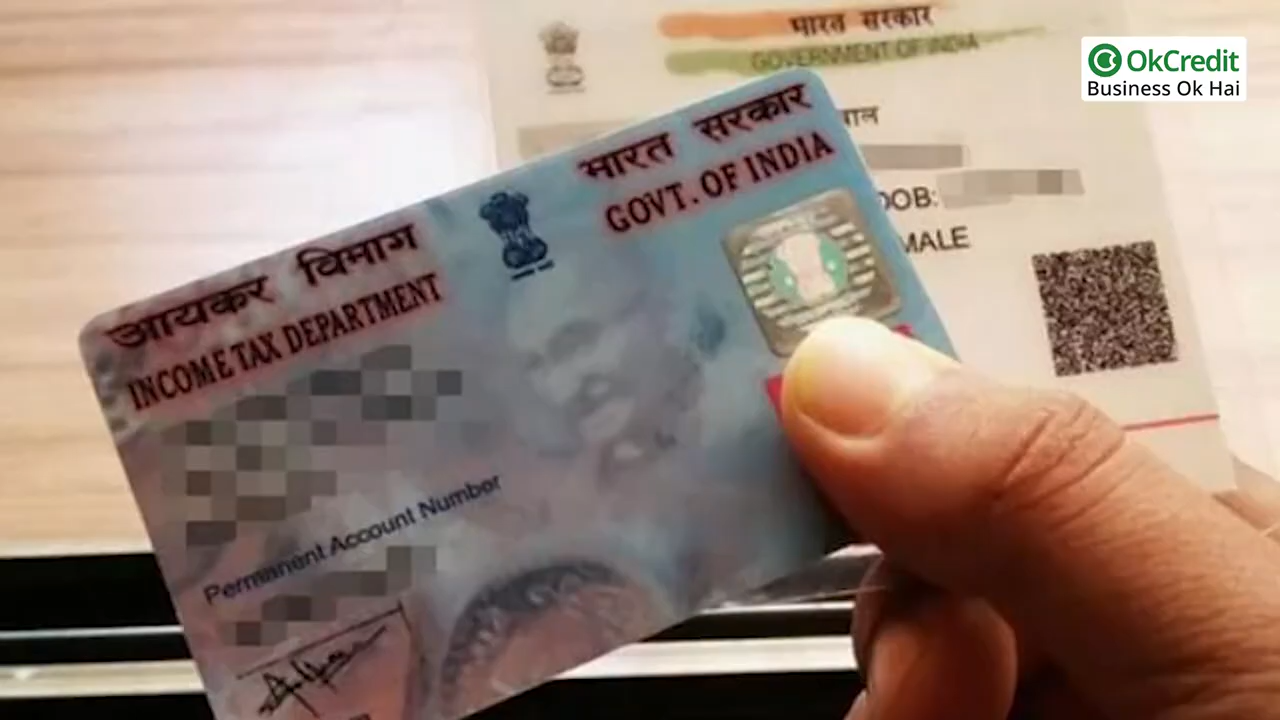 भारत सरकार
GOVERNMENT OF INDIA
OkCredit
Business Ok Hai
DOB:
MALE
आयकर विभाग
INCOME TAX DEPARTMENT
भारत सरकार
GOVT. OF INDIA
Permanent Account Number